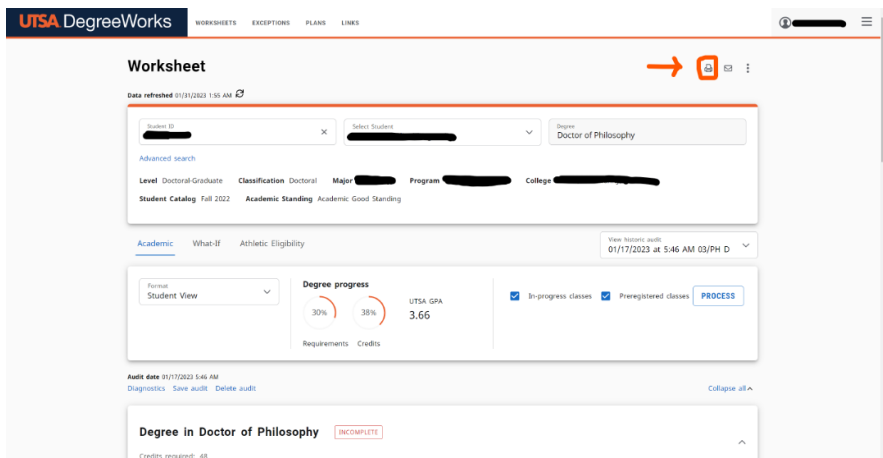 UTSA DegreeWorks WORKSHEETS EXCEPTIONS PLANS LINKS
Worksheet
Data refreshed 01/31/2023 1:55 AM
Student ID Select Student Degree
Doctor of Philosophy
Advanced search
Level Doctoral-Graduate Classification Doctoral Major Program College
Student Catalog Fall 2022 Academic Standing Academic Good Standing
Academic What-If Athletic Eligibility
View historic audit
01/17/2023 at 5:46 AM 03/PH D
Format
Student View
Degree progress
30% 38%
Requirements Credits
UTSA GPA
3.66
In-progress classes Preregistered classes PROCESS
Audit date 01/17/2023 5:46 AM
Diagnostics Save audit Delete audit Collapse all
Degree in Doctor of Philosophy INCOMPLETE
Credits required: 48